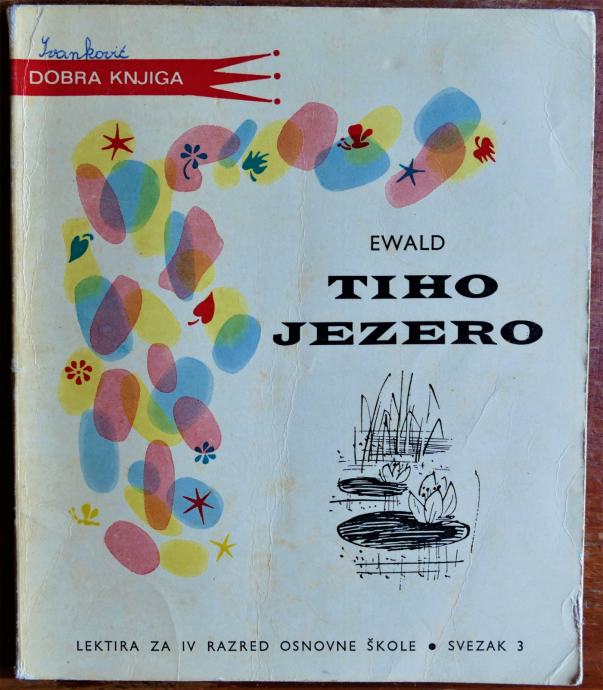 Ivanković
DOBRA KNJIGA
EWALD
TIHO
JEZERO
LEKTIRA ZA IV RAZRED OSNOVNE ŠKOLE • SVEZAK 3